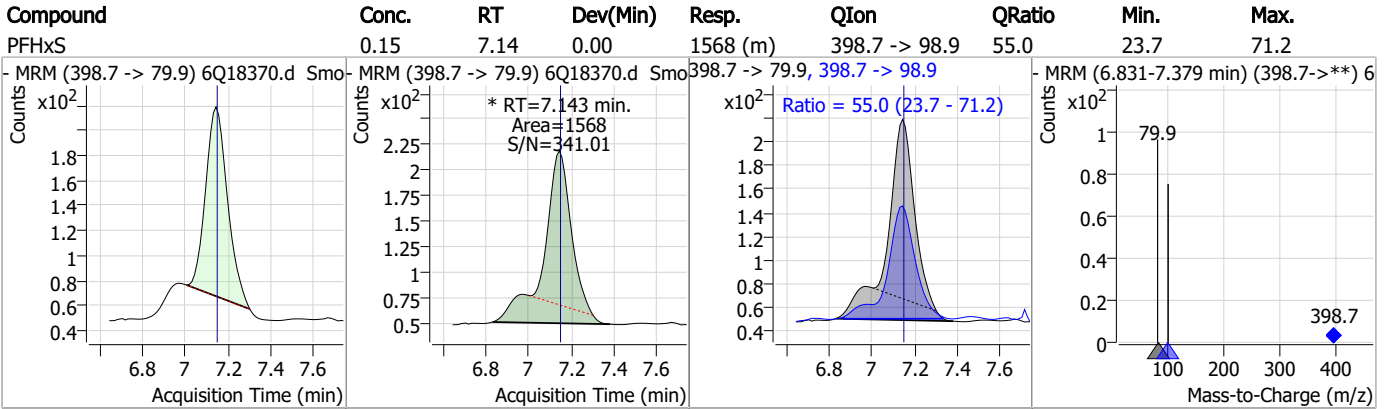 Compound Conc. RT Dev(Min) Resp. QIon QRatio Min. Max.
PFHxS 0.15 7.14 0.00 1568 (m) 398.7 -> 98.9 55.0 23.7 71.2
- MRM (398.7 -> 79.9) 6Q18370.d Smo
Counts
x10²
1.8
1.6
1.4
1.2
1
0.8
0.6
0.4
6.8 7 7.2 7.4 7.6
Acquisition Time (min)
- MRM (398.7 -> 79.9) 6Q18370.d Smo
Counts
x10²
* RT=7.143 min.
Area=1568
S/N=341.01
2.25
2
1.75
1.5
1.25
1
0.75
0.5
6.8 7 7.2 7.4 7.6
Acquisition Time (min)
398.7 -> 79.9, 398.7 -> 98.9
Counts
x10²
Ratio = 55.0 (23.7 - 71.2)
2
1.8
1.6
1.4
1.2
1
0.8
0.6
0.4
6.8 7 7.2 7.4 7.6
Acquisition Time (min)
- MRM (6.831-7.379 min) (398.7->**) 6
Counts
x10²
79.9
1
0.8
0.6
0.4
0.2
0
398.7
100 200 300 400
Mass-to-Charge (m/z)